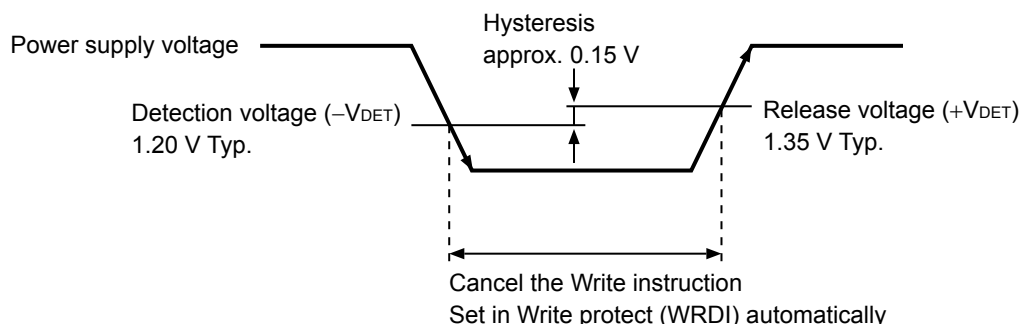 Hysteresis
approx. 0.15 V
Power supply voltage
Detection voltage (−VDET)
1.20 V Typ.
Release voltage (+VDET)
1.35 V Typ.
Cancel the Write instruction
Set in Write protect (WRDI) automatically